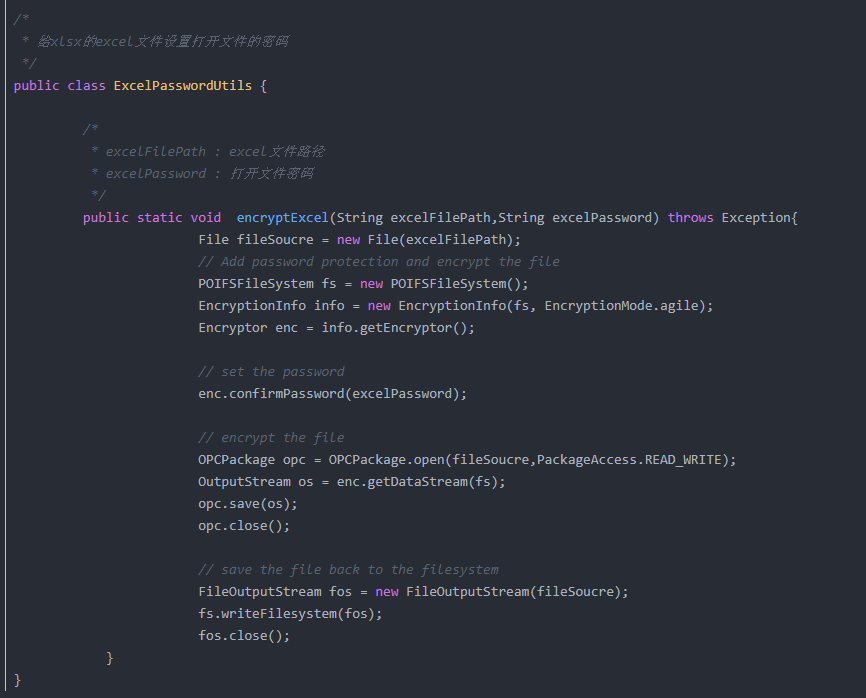 /*
 * 给xlsx的excel文件设置打开文件的密码
 */
public class ExcelPasswordUtils {
/*
 * excelFilePath : excel文件路径
 * excelPassword : 打开文件密码
 */
public static void  encryptExcel(String excelFilePath,String excelPassword) throws Exception{
File fileSoucre = new File(excelFilePath);
// Add password protection and encrypt the file
POIFSFileSystem fs = new POIFSFileSystem();
EncryptionInfo info = new EncryptionInfo(fs, EncryptionMode.agile);
Encryptor enc = info.getEncryptor();
// set the password
enc.confirmPassword(excelPassword);
// encrypt the file
OPCPackage opc = OPCPackage.open(fileSoucre,PackageAccess.READ_WRITE);
OutputStream os = enc.getDataStream(fs);
opc.save(os);
opc.close();
// save the file back to the filesystem
FileOutputStream fos = new FileOutputStream(fileSoucre);
fs.writeFilesystem(fos);
fos.close();
}
}